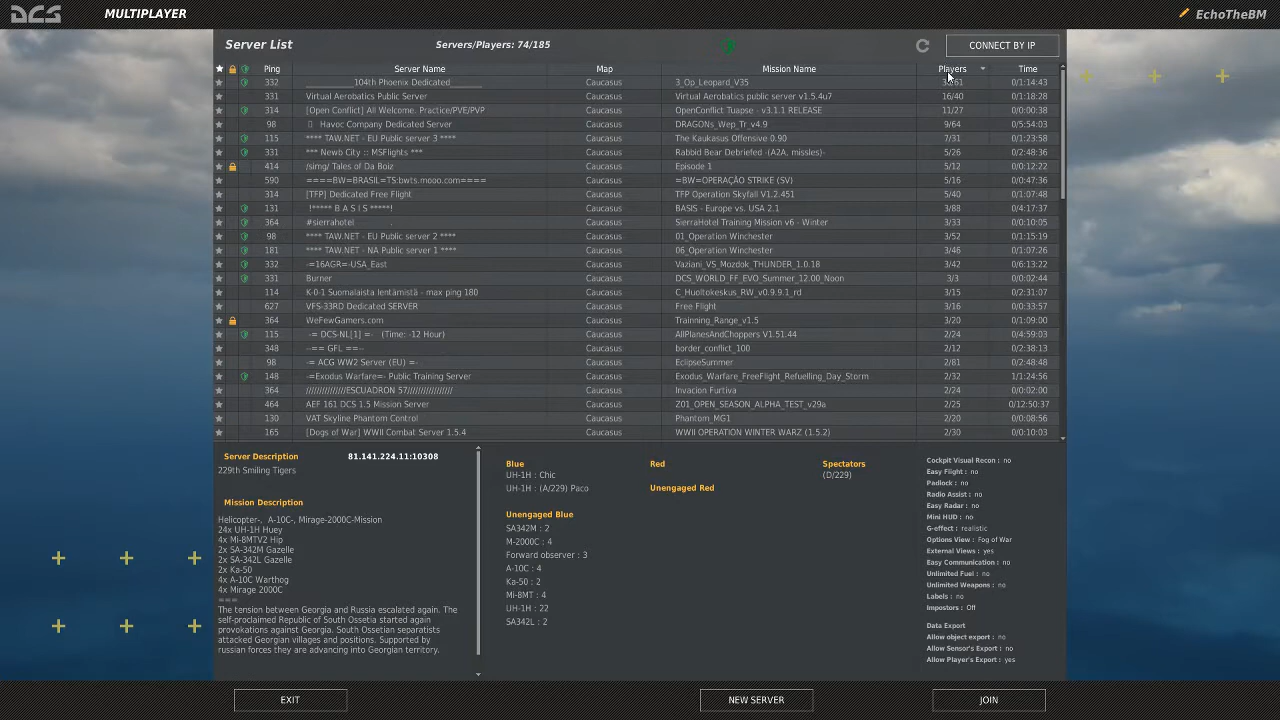 DCS MULTIPLAYER EchoTheBM
Server List Servers/Players: 74/185 CONNECT BY IP
Ping Server Name Map Mission Name Players Time
332 _________104th Phoenix Dedicated_______ Caucasus 3_Op_Leopard_V35 /61 0/1:14:43
331 Virtual Aerobatics Public Server Caucasus Virtual Aerobatics public server v1.5.4u7 16/40 0/1:18:28
314 [Open Conflict] All Welcome. Practice/PVE/PVP Caucasus OpenConflict Tuapse - v3.1.1 RELEASE 11/27 0/0:00:38
98 Havoc Company Dedicated Server Caucasus DRAGONs_Wep_Tr_v4.9 9/64 0/5:54:03
115 **** TAW.NET - EU Public server 3 **** Caucasus The Kaukasus Offensive 0.90 7/31 0/1:23:58
331 *** Newb City :: MSFlights *** Caucasus Rabbid Bear Debriefed -(A2A, missles)- 5/26 0/2:48:36
414 /simg/ Tales of Da Boiz Caucasus Episode 1 5/12 0/0:12:22
590 ====BW=BRASIL=TS:bwts.mooo.com==== Caucasus =BW=OPERAÇÃO STRIKE (SV) 5/16 0/0:47:36
314 [TFP] Dedicated Free Flight Caucasus TFP Operation Skyfall V1.2.451 5/40 0/1:07:48
131 !***** B A S I S *****! Caucasus BASIS - Europe vs. USA 2.1 3/88 0/4:17:37
364 #sierrahotel . Caucasus SierraHotel Training Mission v6 - Winter 3/33 0/0:10:05
98 **** TAW.NET - EU Public server 2 **** Caucasus 01_Operation Winchester 3/52 0/1:15:19
181 **** TAW.NET - NA Public server 1 **** Caucasus 06_Operation Winchester 3/46 0/1:07:26
332 -=16AGR=-USA_East Caucasus Vaziani_VS_Mozdok_THUNDER_1.0.18 3/42 0/6:13:22
331 Burner Caucasus DCS_WORLD_FF_EVO_Summer_12.00_Noon 3/3 0/0:02:44
114 K-0-1 Suomalaista lentämistä - max ping 180 Caucasus C_Huoltokeskus_RW_v0.9.9.1_rd 3/15 0/2:31:07
627 VFS-33RD Dedicated SERVER Caucasus Free Flight 3/16 0/0:33:57
364 WeFewGamers.com Caucasus Trainning_Range_v1.5 3/20 0/1:09:00
115 -= DCS-NL[1] =- (Time: -12 Hour) Caucasus AllPlanesAndChoppers V1.51.44 2/24 0/4:59:03
348 -== GFL ==- Caucasus border_conflict_100 2/12 0/2:38:13
98 -= ACG WW2 Server (EU) =- Caucasus EclipseSummer 2/81 0/2:48:48
148 -=Exodus Warfare=- Public Training Server Caucasus Exodus_Warfare_FreeFlight_Refuelling_Day_Storm 2/32 1/1:24:56
364 ///////////////ESCUADRON 57///////////////// Caucasus Invacion Furtiva 2/24 0/0:02:00
464 AEF 161 DCS 1.5 Mission Server Caucasus Z01_OPEN_SEASON_ALPHA_TEST_v29a 2/25 0/12:50:37
130 VAT Skyline Phantom Control Caucasus Phantom_MG1 2/20 0/0:08:56
165 [Dogs of War] WWII Combat Server 1.5.4 Caucasus WWII OPERATION WINTER WARZ (1.5.2) 2/30 0/0:10:03
Server Description 81.141.224.11:10308
229th Smiling Tigers
Mission Description
Helicopter-, A-10C-, Mirage-2000C-Mission
24x UH-1H Huey
4x Mi-8MTV2 Hip
2x SA-342M Gazelle
2x SA-342L Gazelle
2x Ka-50
4x A-10C Warthog
4x Mirage 2000C
===
The tension between Georgia and Russia escalated again. The
self-proclaimed Republic of South Ossetia started again
provokations against Georgia. South Ossetian separatists
attacked Georgian villages and positions. Supported by
russian forces they are advancing into Georgian territory.
Blue
UH-1H : Chic
UH-1H : (A/229) Paco
Unengaged Blue
SA342M : 2
M-2000C : 4
Forward observer : 3
A-10C : 4
Ka-50 : 2
Mi-8MT : 4
UH-1H : 22
SA342L : 2
Red
Unengaged Red
Spectators
(D/229)
Cockpit Visual Recon : no
Easy Flight : no
Padlock : no
Radio Assist : no
Easy Radar : no
Mini HUD : no
G-effect : realistic
Options View : Fog of War
External Views : yes
Easy Communication : no
Unlimited Fuel : no
Unlimited Weapons : no
Labels : no
Impostors : Off
Data Export
Allow object export : no
Allow Sensor's Export : no
Allow Player's Export : yes
EXIT NEW SERVER JOIN